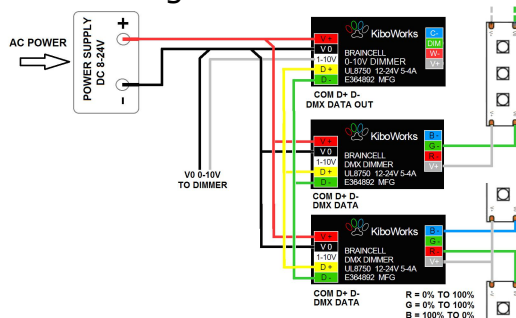 AC POWER
+
POWER SUPPLY
DC 8-24V
-
V0 0-10V
TO DIMMER
KiboWorks
V +
V 0
1-10V
D +
D -
BRAINCELL
0-10V DIMMER
UL8750 12-24V 5-4A
E364892 MFG
C-
DIM
W-
V+
COM D+ D-
DMX DATA OUT
KiboWorks
V +
V 0
1-10V
D +
D -
BRAINCELL
DMX DIMMER
UL8750 12-24V 5-4A
E364892 MFG
B -
G -
R -
V+
COM D+ D-
DMX DATA
KiboWorks
V +
V 0
1-10V
D +
D -
BRAINCELL
DMX DIMMER
UL8750 12-24V 5-4A
E364892 MFG
B -
G -
R -
V+
COM D+ D-
DMX DATA
R = 0% TO 100%
G = 0% TO 100%
B = 100% TO 0%